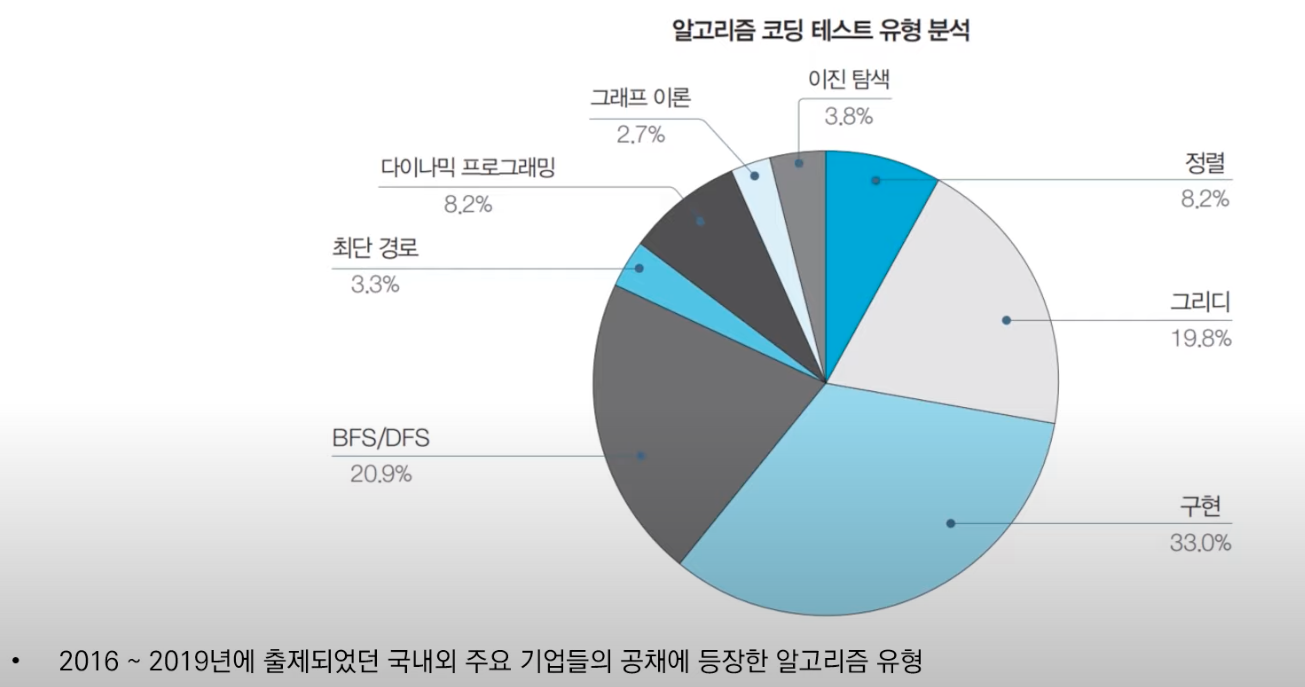 알고리즘 코딩 테스트 유형 분석
이진 탐색
3.8%
그래프 이론
2.7%
다이나믹 프로그래밍
8.2%
정렬
8.2%
최단 경로
3.3%
그리디
19.8%
BFS/DFS
20.9%
구현
33.0%
• 2016 ~ 2019년에 출제되었던 국내외 주요 기업들의 공채에 등장한 알고리즘 유형